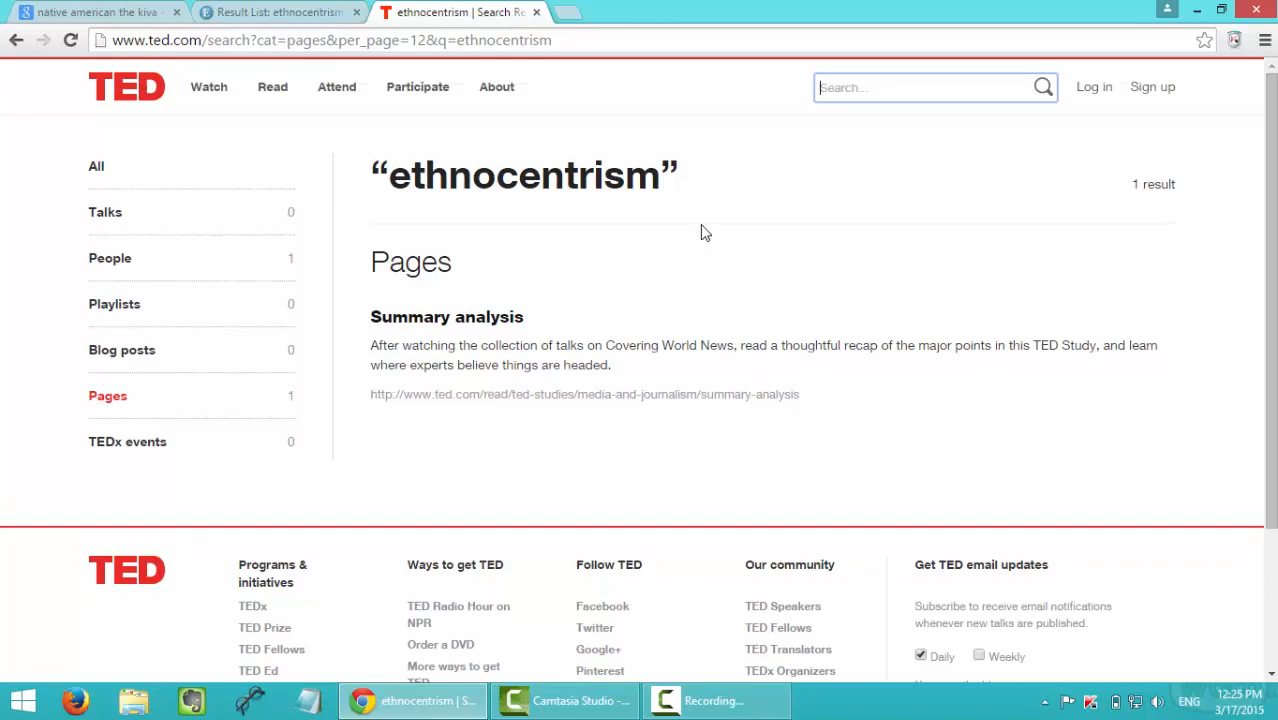 native american the kiva
Result List: ethnocentrism
ethnocentrism | Search Re
www.ted.com/search?cat=pages&per_page=12&q=ethnocentrism
TED
Watch
Read
Attend
Participate
About
Search...
Log in
Sign up
All
Talks 0
People 1
Playlists 0
Blog posts 0
Pages 1
TEDx events 0
“ethnocentrism”
1 result
Pages
Summary analysis
After watching the collection of talks on Covering World News, read a thoughtful recap of the major points in this TED Study, and learn
where experts believe things are headed.
http://www.ted.com/read/ted-studies/media-and-journalism/summary-analysis
TED
Programs &
initiatives
TEDx
TED Prize
TED Fellows
TED Ed
Ways to get TED
TED Radio Hour on
NPR
Order a DVD
More ways to get
Follow TED
Facebook
Twitter
Google+
Pinterest
Our community
TED Speakers
TED Fellows
TED Translators
TEDx Organizers
Get TED email updates
Subscribe to receive email notifications
whenever new talks are published.
Daily
Weekly
ethnocentrism | S...
Camtasia Studio -...
Recording...
ENG
12:25 PM
3/17/2015